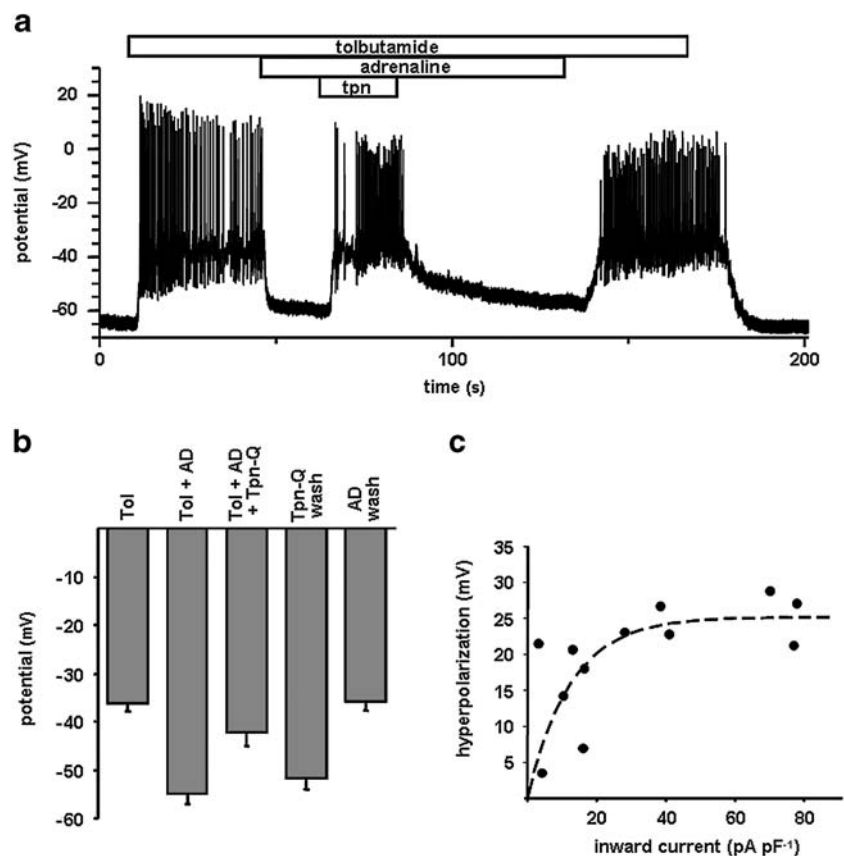 a
tolbutamide
adrenaline
tpn
potential (mV)
20
0
-20
-40
-60
0
100
200
time (s)
b
Tol
Tol + AD
Tol + AD
+ Tpn-Q
Tpn-Q
wash
AD
wash
potential (mV)
-10
-20
-30
-40
-50
-60
c
hyperpolarization (mV)
35
30
25
20
15
10
5
20
40
60
80
inward current (pA pF-1)